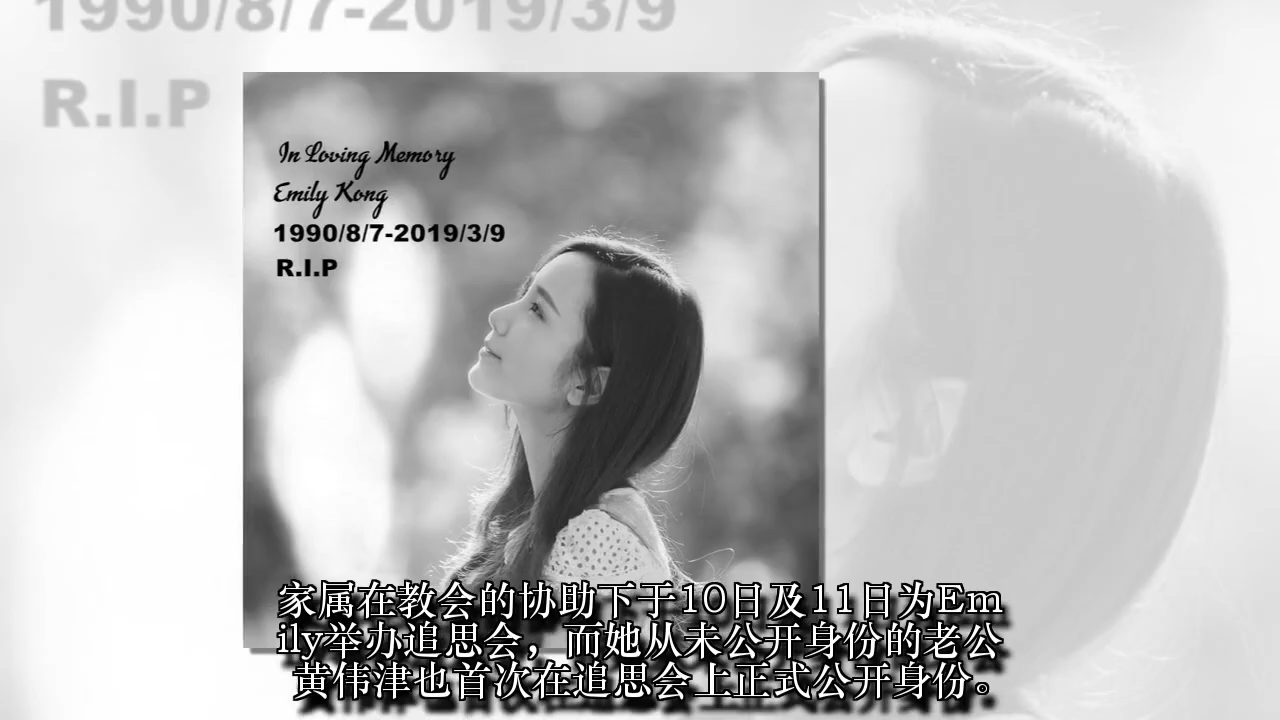 1990/8/7-2019/3/9
R.I.P
In Loving Memory
Emily Kong
1990/8/7-2019/3/9
R.I.P
家属在教会的协助下于10日及11日为Em
ily举办追思会，而她从未公开身份的老公
黄伟津也首次在追思会上正式公开身份。